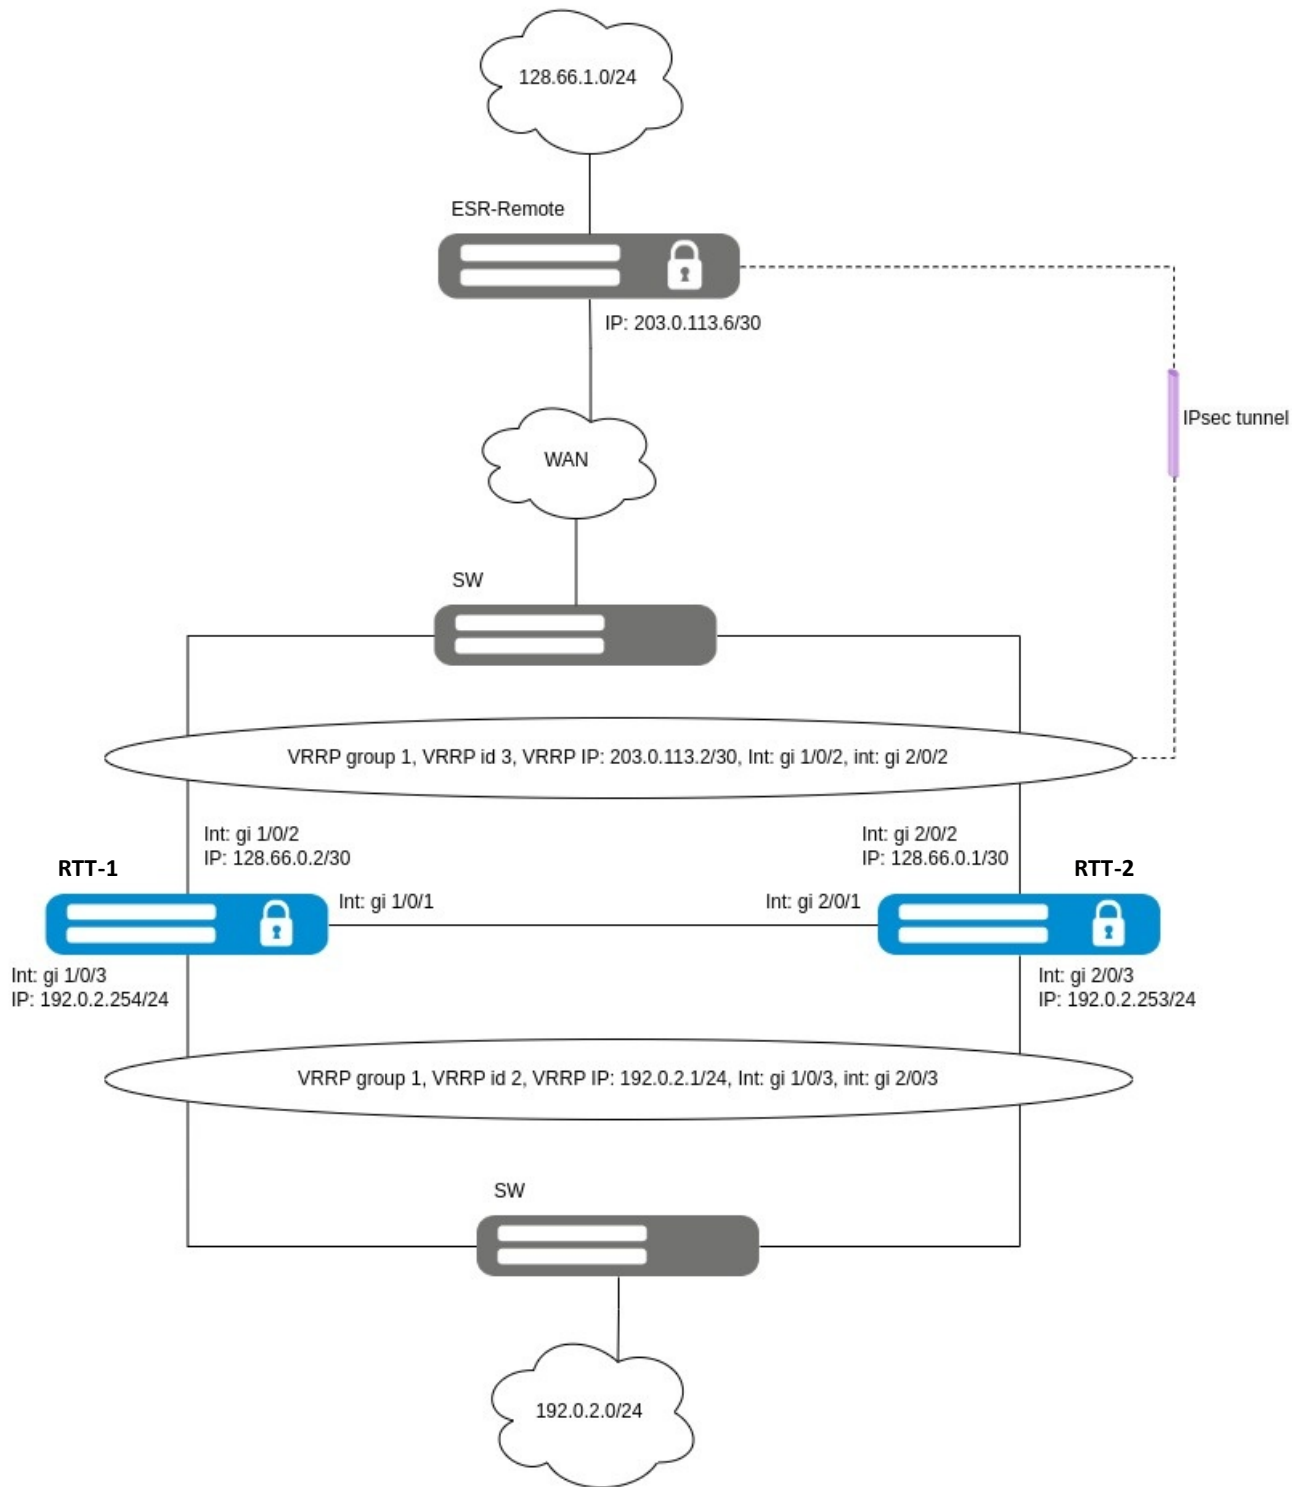 128.66.1.0/24
ESR-Remote
IP: 203.0.113.6/30
IPsec tunnel
WAN
SW
VRRP group 1, VRRP id 3, VRRP IP: 203.0.113.2/30, Int: gi 1/0/2, int: gi 2/0/2
Int: gi 1/0/2
IP: 128.66.0.2/30
Int: gi 2/0/2
IP: 128.66.0.1/30
RTT-1
RTT-2
Int: gi 1/0/1
Int: gi 2/0/1
Int: gi 1/0/3
IP: 192.0.2.254/24
Int: gi 2/0/3
IP: 192.0.2.253/24
VRRP group 1, VRRP id 2, VRRP IP: 192.0.2.1/24, Int: gi 1/0/3, int: gi 2/0/3
SW
192.0.2.0/24